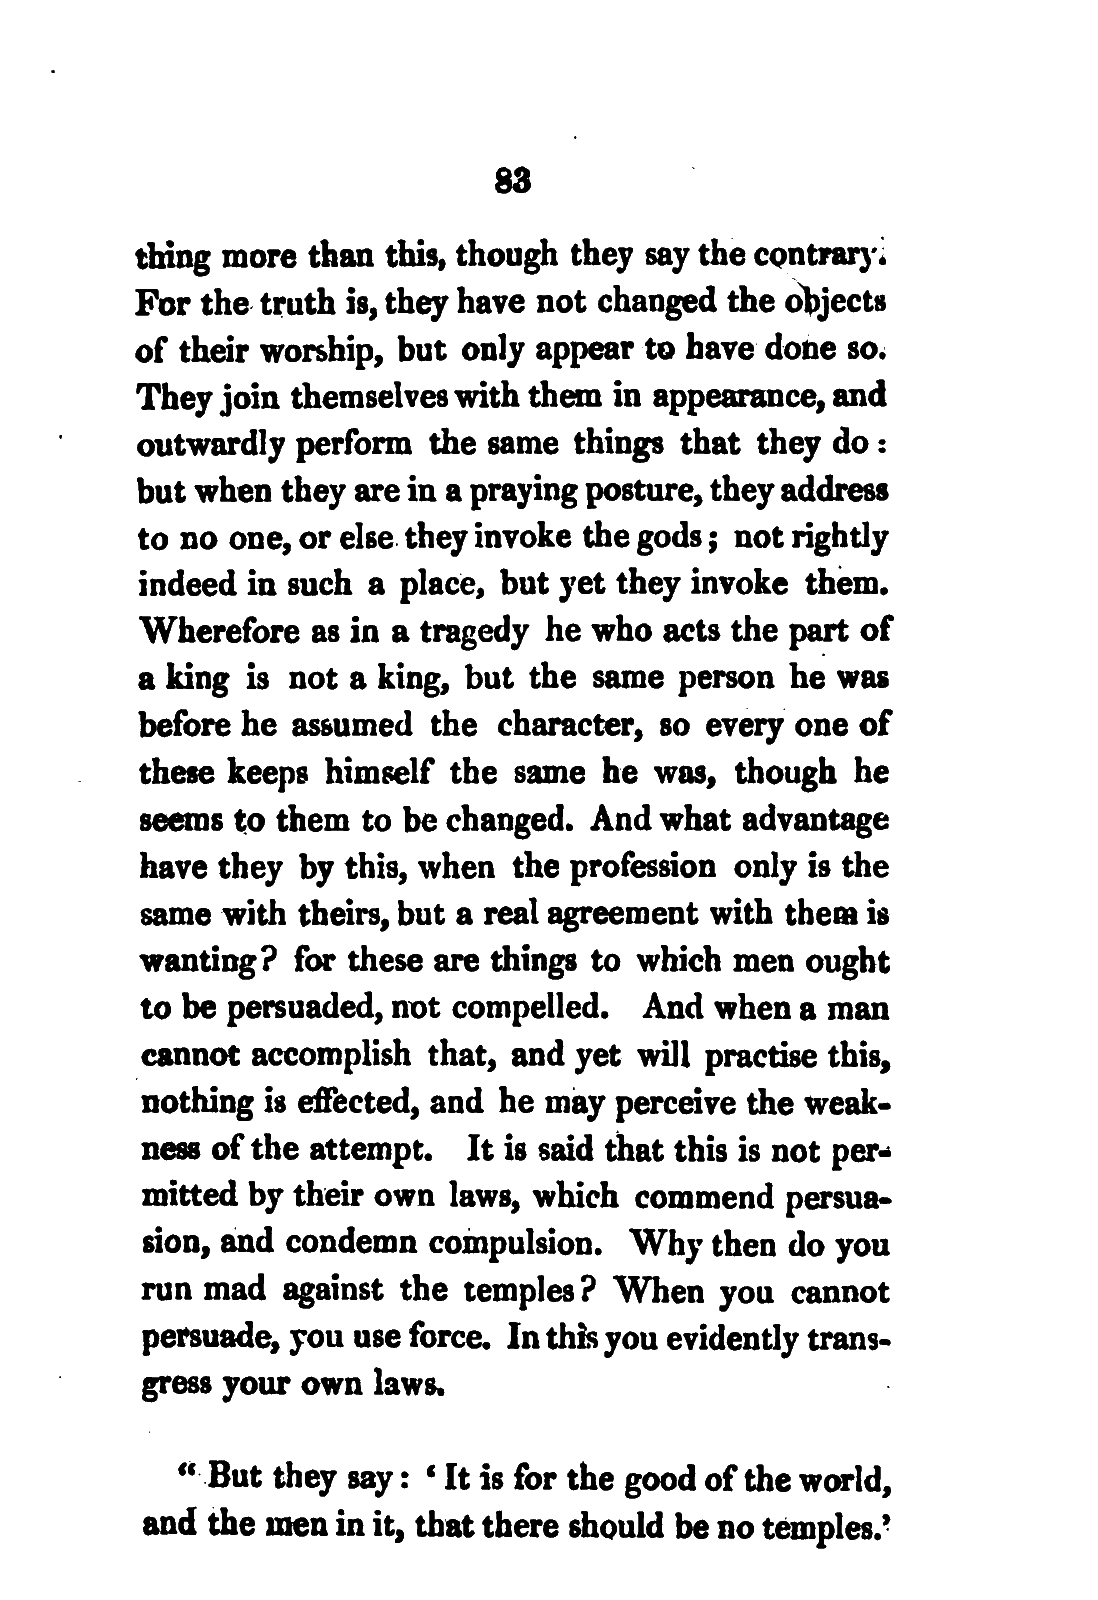 83
thing more than this, though they say the contrary.
For the truth is, they have not changed the objects
of their worship, but only appear to have done so.
They join themselves with them in appearance, and
outwardly perform the same things that they do :
but when they are in a praying posture, they address
to no one, or else they invoke the gods ; not rightly
indeed in such a place, but yet they invoke them.
Wherefore as in a tragedy he who acts the part of
a king is not a king, but the same person he was
before he assumed the character, so every one of
these keeps himself the same he was, though he
seems to them to be changed. And what advantage
have they by this, when the profession only is the
same with theirs, but a real agreement with them is
wanting? for these are things to which men ought
to be persuaded, not compelled. And when a man
cannot accomplish that, and yet will practise this,
nothing is effected, and he may perceive the weak-
ness of the attempt. It is said that this is not per-
mitted by their own laws, which commend persua-
sion, and condemn compulsion. Why then do you
run mad against the temples? When you cannot
persuade, you use force. In this you evidently trans-
gress your own laws.
“ But they say : ‘ It is for the good of the world,
and the men in it, that there should be no temples.’